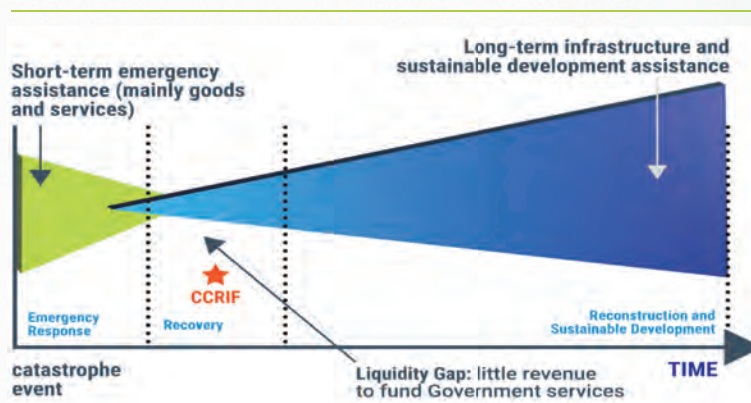 Long-term infrastructure and
sustainable development assistance
Short-term emergency
assistance (mainly goods
and services)
CCRIF
Emergency
Response
Recovery
Reconstruction and
Sustainable Development
catastrophe
event
Liquidity Gap: little revenue
to fund Government services
TIME